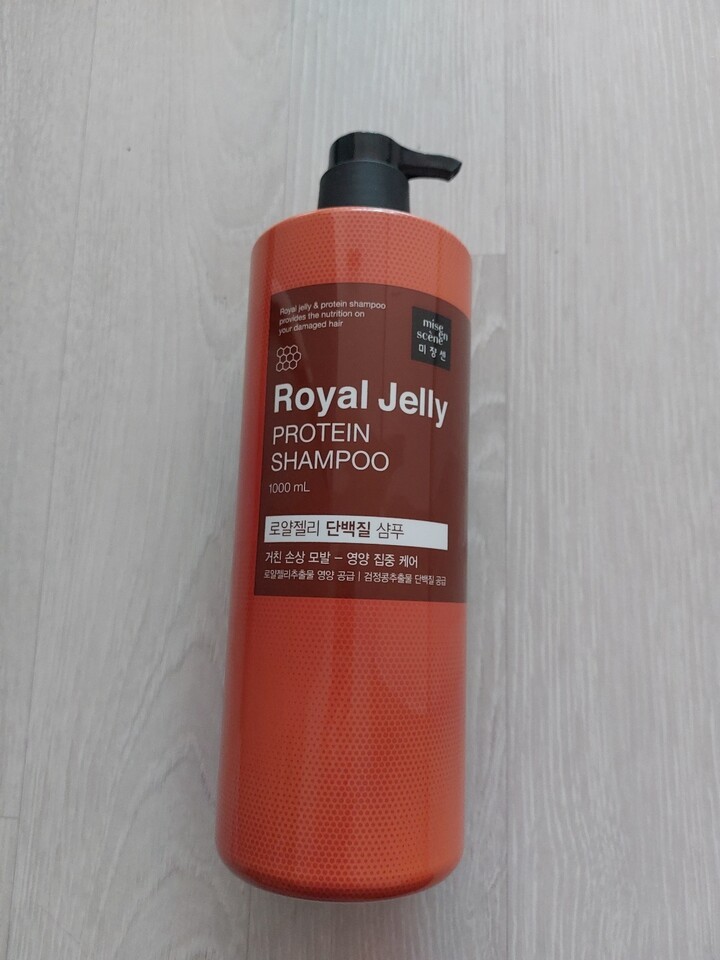 Royal jelly & protein shampoo
provides the nutrition on
your damaged hair
mise
en
scène
미쟝센
Royal Jelly
PROTEIN
SHAMPOO
1000 mL
로얄젤리 단백질 샴푸
거친 손상 모발 – 영양 집중 케어
로얄젤리추출물 영양 공급 | 검정콩추출물 단백질 공급